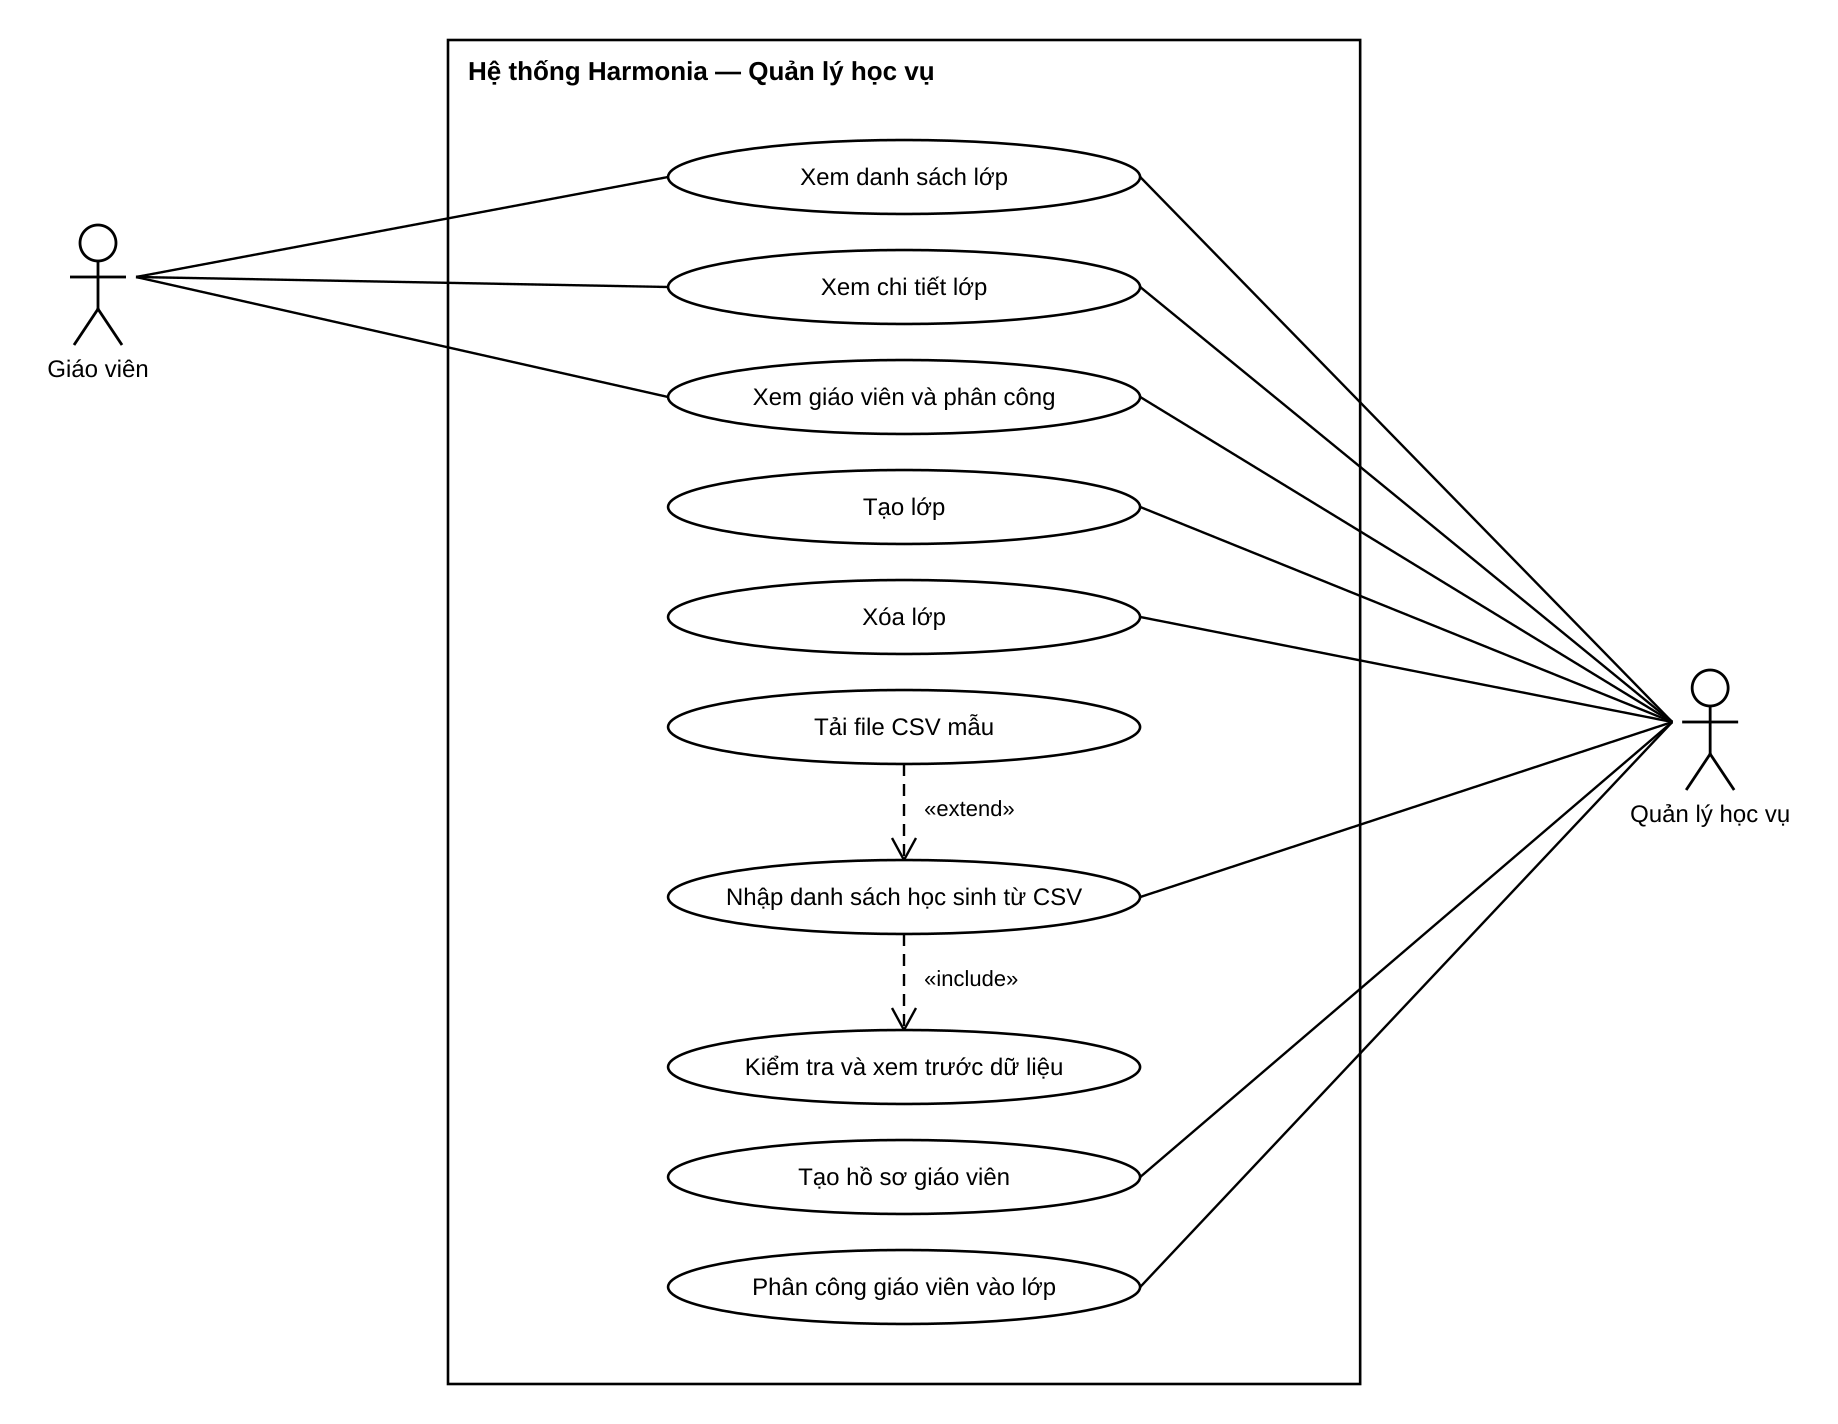 Hệ thống Harmonia — Quản lý học vụ
Xem danh sách lớp
Xem chi tiết lớp
Giáo viên
Xem giáo viên và phân công
Tạo lớp
Xóa lớp
Tải file CSV mẫu
«extend»
Quản lý học vụ
Nhập danh sách học sinh từ CSV
«include»
Kiểm tra và xem trước dữ liệu
Tạo hồ sơ giáo viên
Phân công giáo viên vào lớp